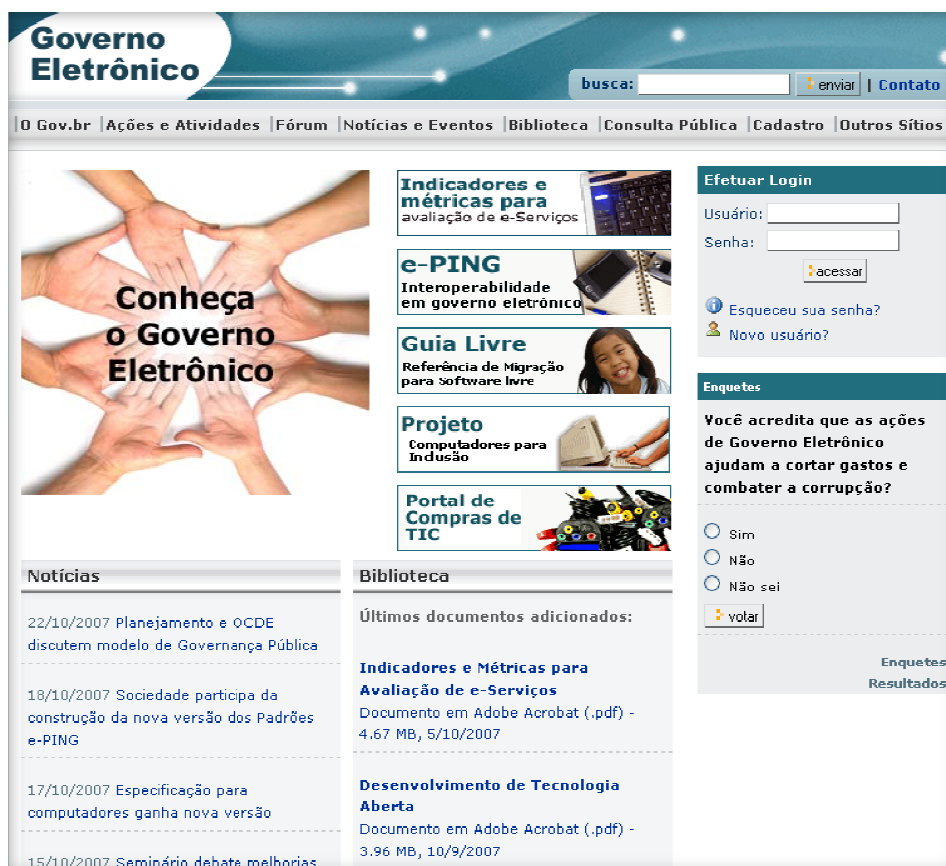 Governo
Eletrônico
busca: enviar | Contato
|O Gov.br |Ações e Atividades |Fórum |Notícias e Eventos |Biblioteca |Consulta Pública |Cadastro |Outros Sítios
Conheça
o Governo
Eletrônico
Indicadores e
métricas para
avaliação de e-Serviços
e-PING
Interoperabilidade
em governo eletrônico
Guia Livre
Referência de Migração
para Software livre
Projeto
Computadores para
Inclusão
Portal de
Compras de
TIC
Efetuar Login
Usuário:
Senha:
acessar
Esqueceu sua senha?
Novo usuário?
Enquetes
Você acredita que as ações
de Governo Eletrônico
ajudam a cortar gastos e
combater a corrupção?
Sim
Não
Não sei
votar
Enquetes
Resultados
Notícias
22/10/2007 Planejamento e OCDE
discutem modelo de Governança Pública
18/10/2007 Sociedade participa da
construção da nova versão dos Padrões
e-PING
17/10/2007 Especificação para
computadores ganha nova versão
15/10/2007 Seminário debate melhorias
Biblioteca
Últimos documentos adicionados:
Indicadores e Métricas para
Avaliação de e-Serviços
Documento em Adobe Acrobat (.pdf) -
4.67 MB, 5/10/2007
Desenvolvimento de Tecnologia
Aberta
Documento em Adobe Acrobat (.pdf) -
3.96 MB, 10/9/2007